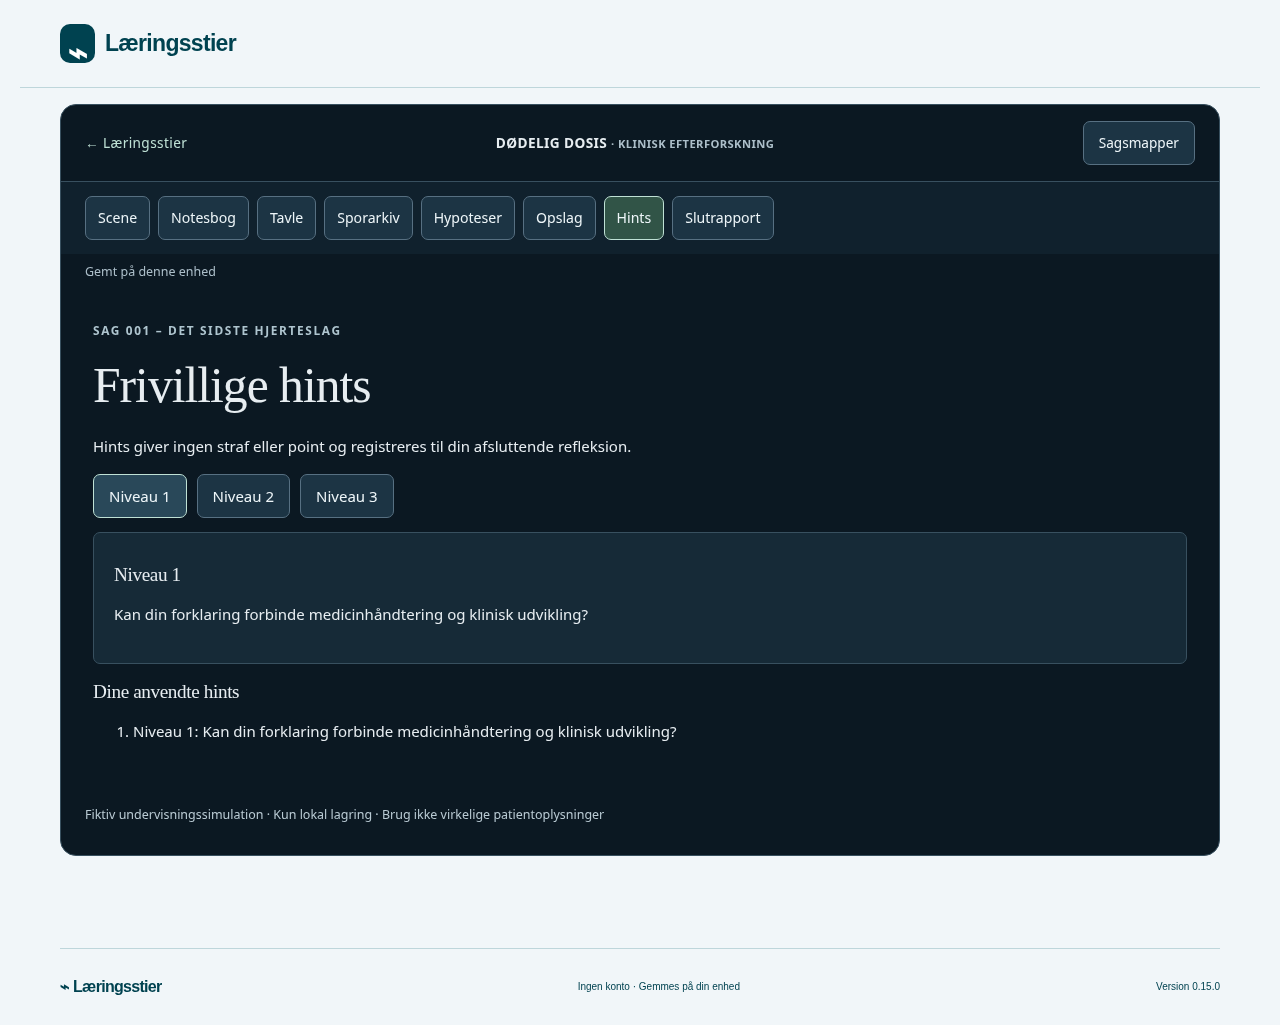 Læringsstier
← Læringsstier
DØDELIG DOSIS · KLINISK EFTERFORSKNING
Sagsmapper
Scene
Notesbog
Tavle
Sporarkiv
Hypoteser
Opslag
Hints
Slutrapport
Gemt på denne enhed
SAG 001 – DET SIDSTE HJERTESLAG
Frivillige hints
Hints giver ingen straf eller point og registreres til din afsluttende refleksion.
Niveau 1
Niveau 2
Niveau 3
Niveau 1
Kan din forklaring forbinde medicinhåndtering og klinisk udvikling?
Dine anvendte hints
1. Niveau 1: Kan din forklaring forbinde medicinhåndtering og klinisk udvikling?
Fiktiv undervisningssimulation · Kun lokal lagring · Brug ikke virkelige patientoplysninger
Læringsstier
Ingen konto · Gemmes på din enhed
Version 0.15.0